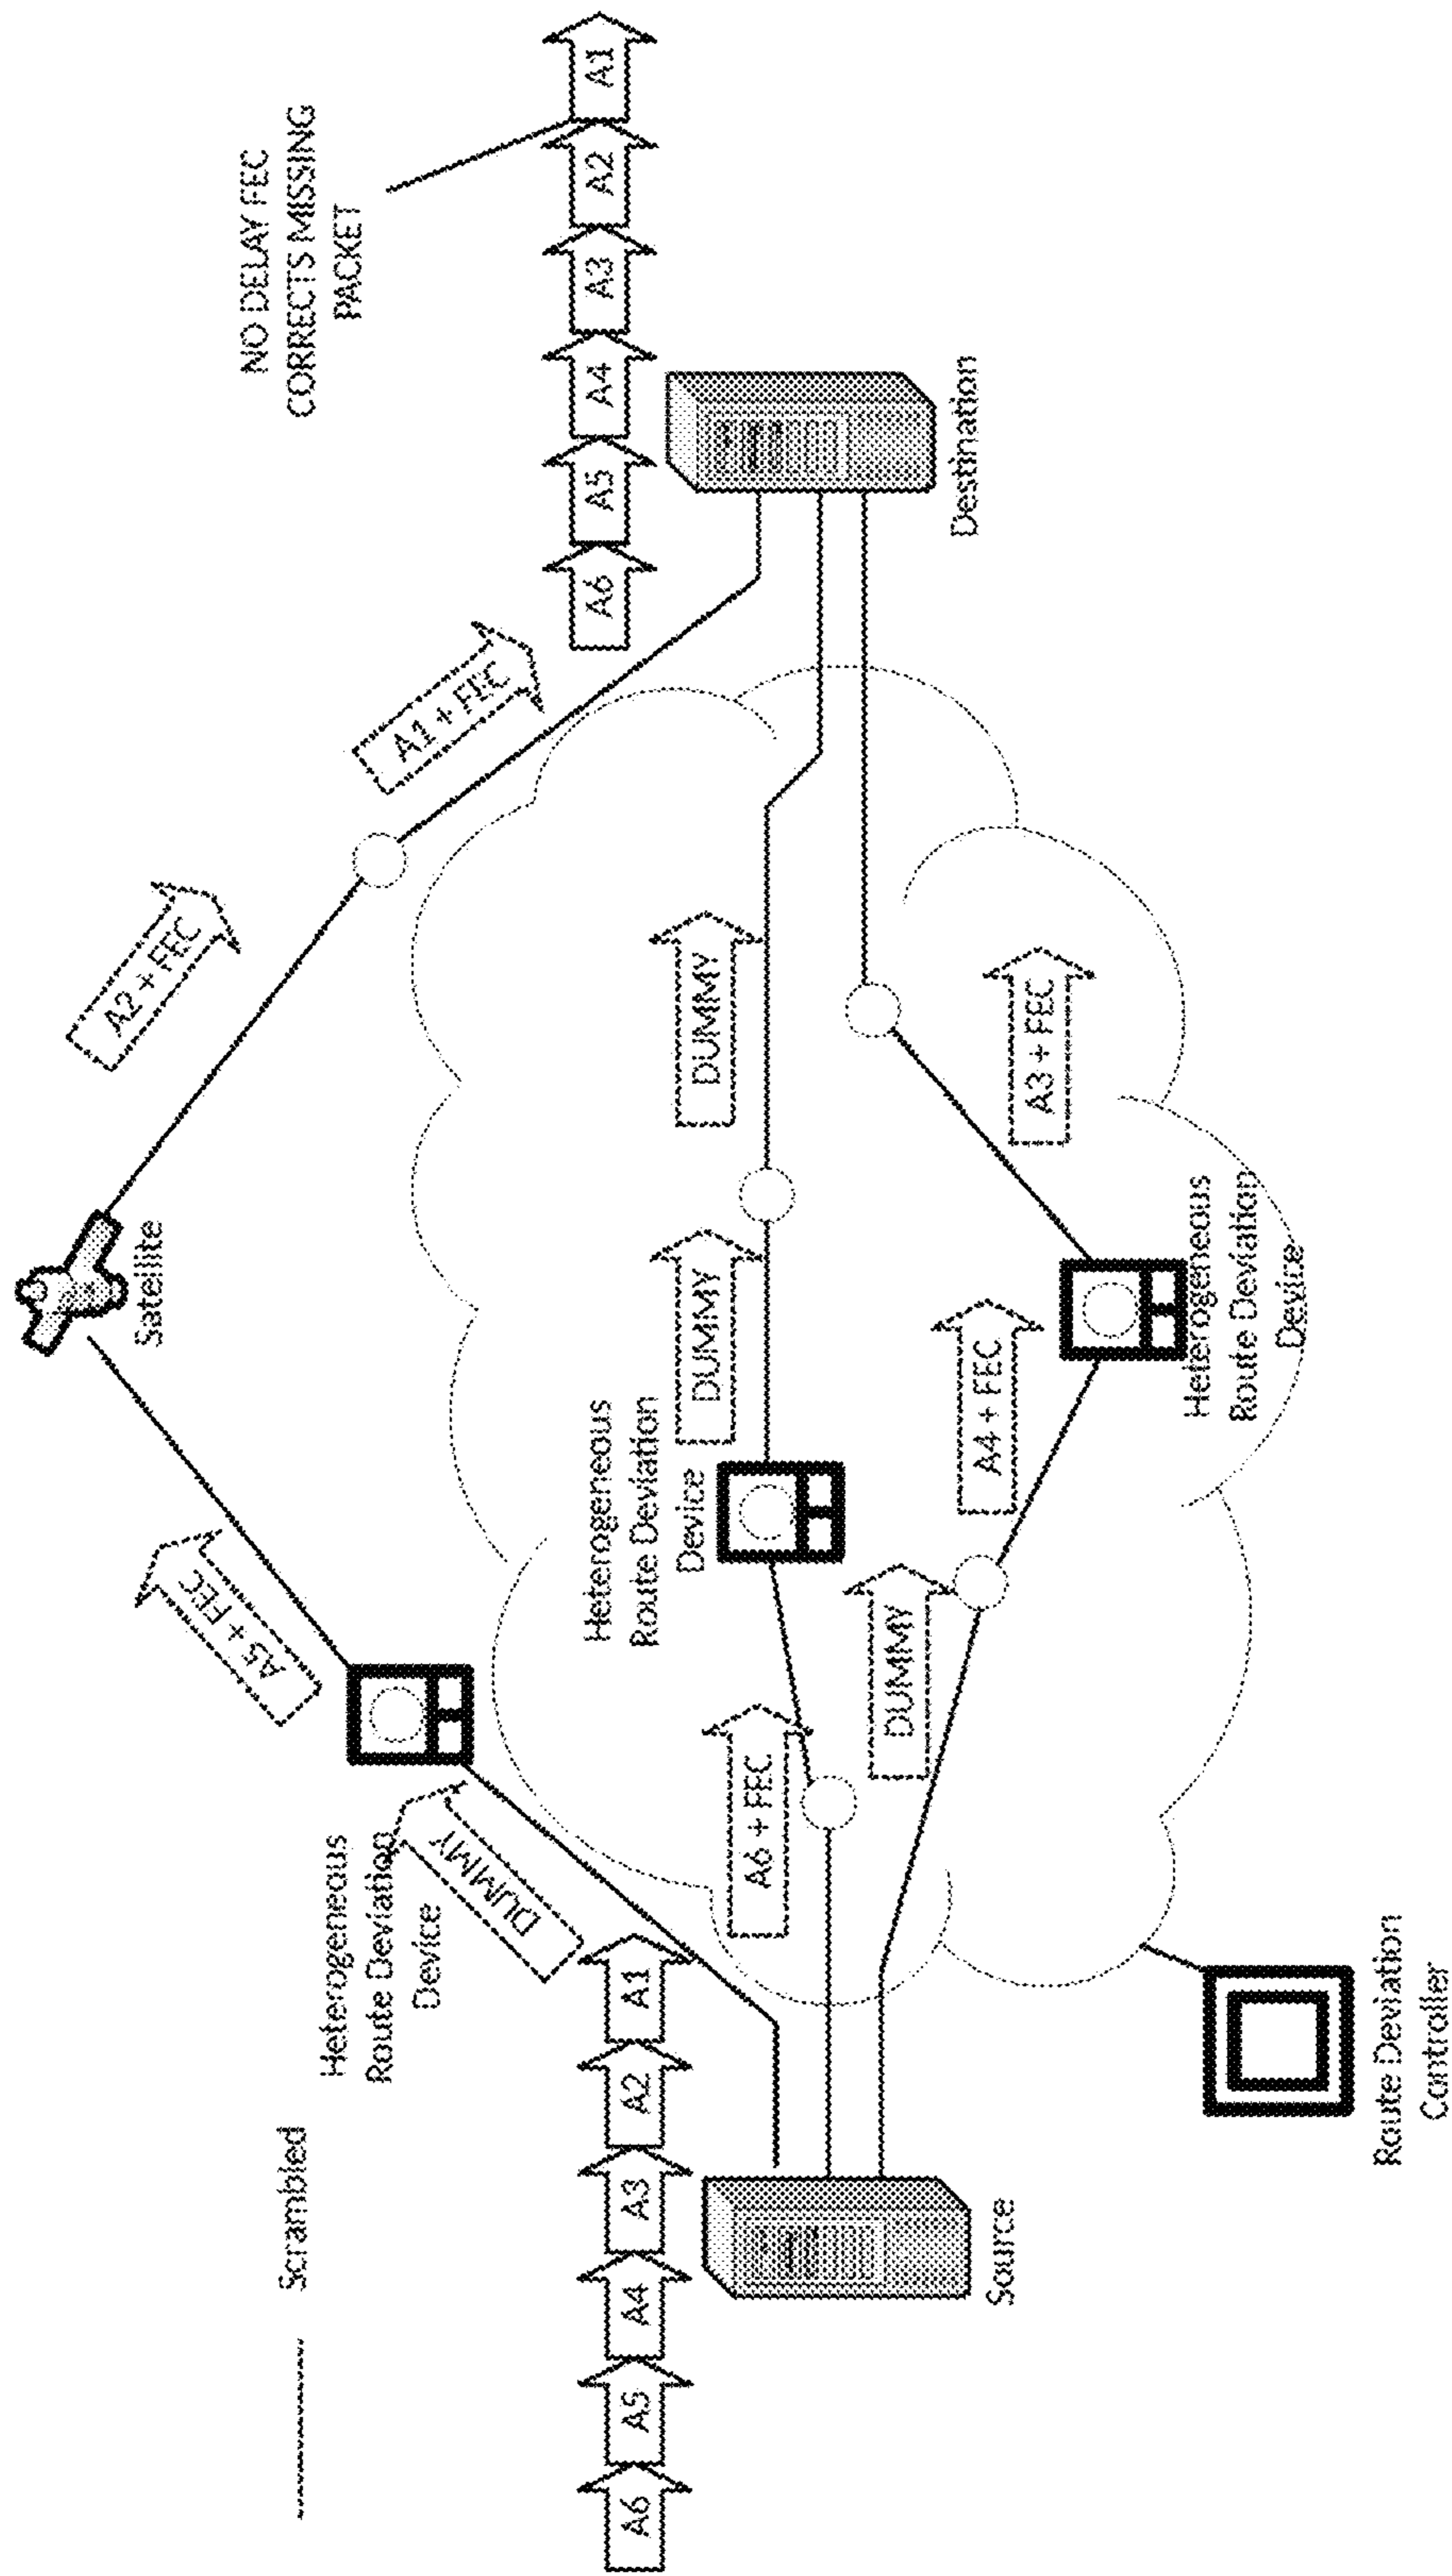 Scrambled
NO DELAY FEC
CORRECTS MISSING
PACKET
Satellite
A2 + FEC
A5 + FEC
A1 + FEC
Heterogeneous
Route Deviation
Device
DUMMY
A6
A5
A4
A3
A2
A1
A6
A5
A4
A3
A2
A1
Heterogeneous
Route Deviation
Device
DUMMY
DUMMY
A6 + FEC
DUMMY
A4 + FEC
A3 + FEC
Source
Destination
Heterogeneous
Route Deviation
Device
Route Deviation
Controller